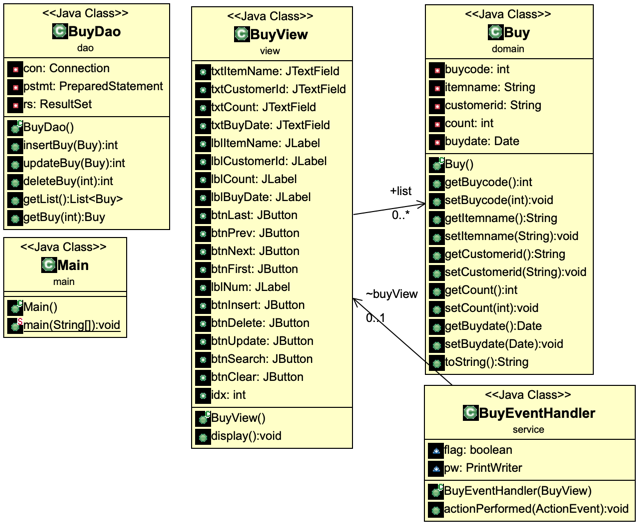 <<Java Class>>
BuyDao
dao
con: Connection
pstmt: PreparedStatement
rs: ResultSet
BuyDao()
insertBuy(Buy):int
updateBuy(Buy):int
deleteBuy(int):int
getList():List<Buy>
getBuy(int):Buy
<<Java Class>>
Main
main
Main()
main(String[]):void
<<Java Class>>
BuyView
view
txtItemName: JTextField
txtCustomerId: JTextField
txtCount: JTextField
txtBuyDate: JTextField
lblItemName: JLabel
lblCustomerId: JLabel
lblCount: JLabel
lblBuyDate: JLabel
btnLast: JButton
btnPrev: JButton
btnNext: JButton
btnFirst: JButton
lblNum: JLabel
btnInsert: JButton
btnDelete: JButton
btnUpdate: JButton
btnSearch: JButton
btnClear: JButton
idx: int
BuyView()
display():void
+list
0..*
~buyView
0..1
<<Java Class>>
Buy
domain
buycode: int
itemname: String
customerid: String
count: int
buydate: Date
Buy()
getBuycode():int
setBuycode(int):void
getItemname():String
setItemname(String):void
getCustomerid():String
setCustomerid(String):void
getCount():int
setCount(int):void
getBuydate():Date
setBuydate(Date):void
toString():String
<<Java Class>>
BuyEventHandler
service
flag: boolean
pw: PrintWriter
BuyEventHandler(BuyView)
actionPerformed(ActionEvent):void